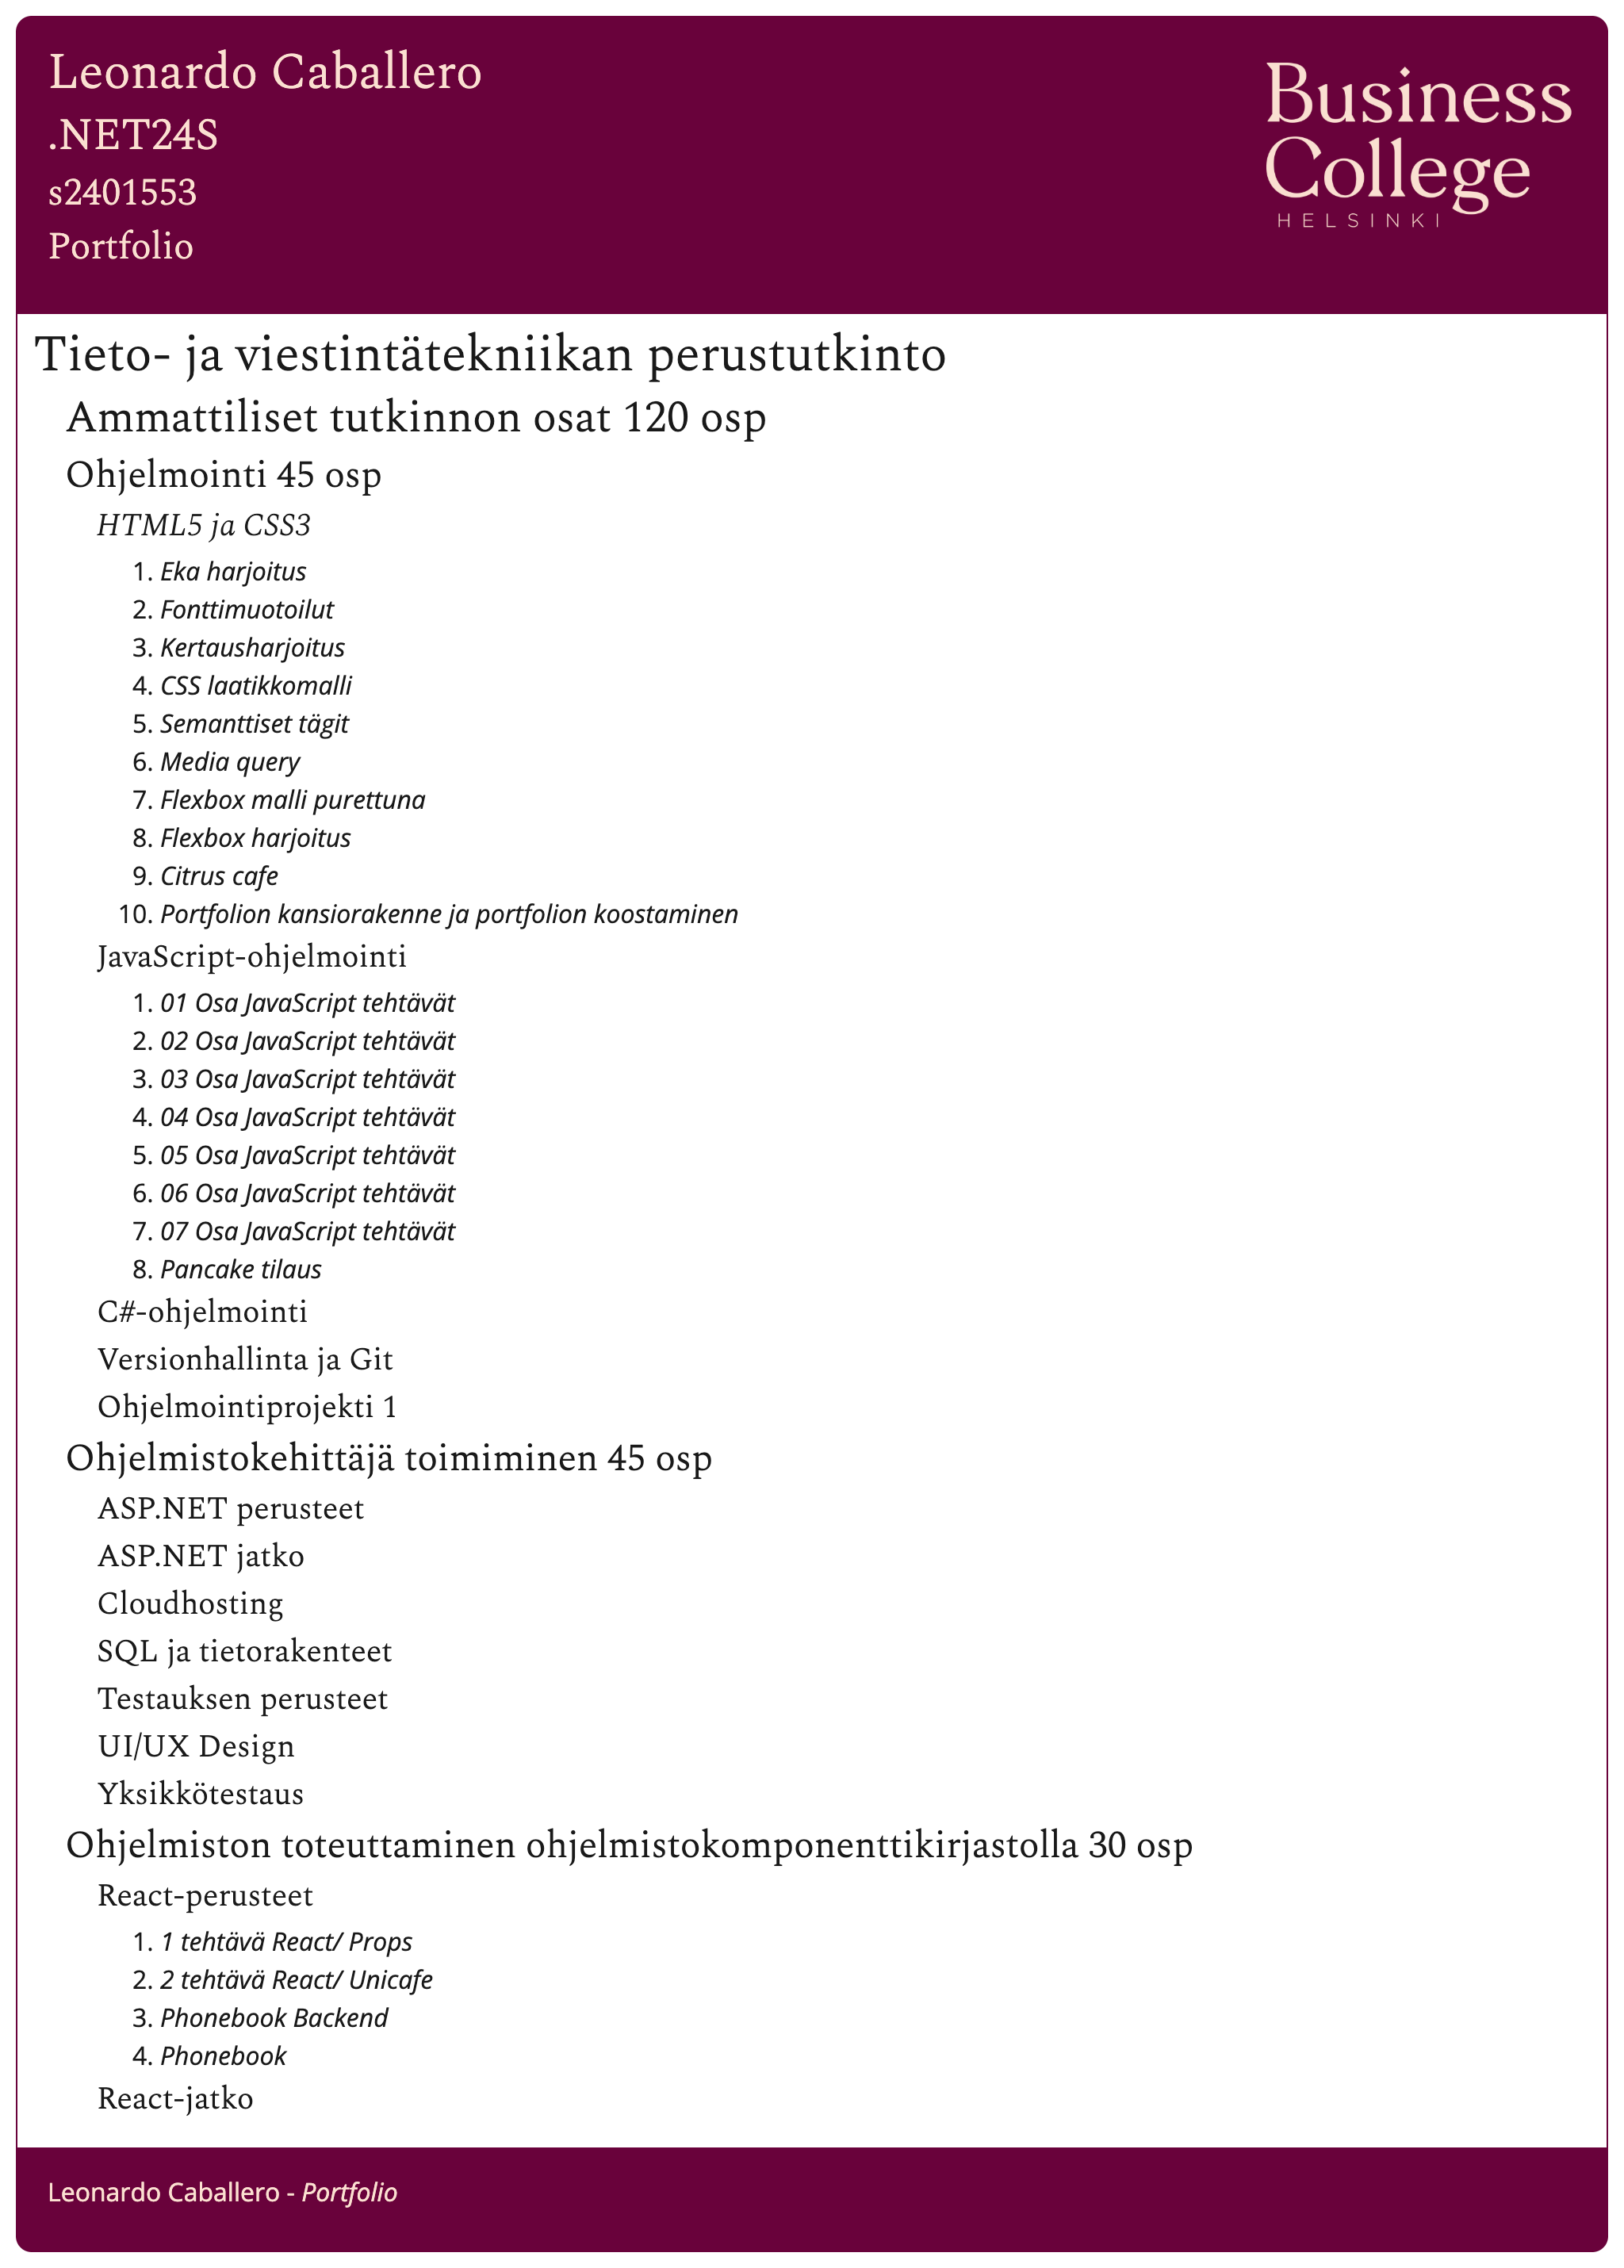 Leonardo Caballero
.NET24S
s2401553
Portfolio
Business
College
HELSINKI
Tieto- ja viestintätekniikan perustutkinto
Ammattiliset tutkinnon osat 120 osp
Ohjelmointi 45 osp
HTML5 ja CSS3
1. Eka harjoitus
2. Fonttimuotoilut
3. Kertausharjoitus
4. CSS laatikkomalli
5. Semanttiset tägit
6. Media query
7. Flexbox malli purettuna
8. Flexbox harjoitus
9. Citrus cafe
10. Portfolion kansiorakenne ja portfolion koostaminen
JavaScript-ohjelmointi
1. 01 Osa JavaScript tehtävät
2. 02 Osa JavaScript tehtävät
3. 03 Osa JavaScript tehtävät
4. 04 Osa JavaScript tehtävät
5. 05 Osa JavaScript tehtävät
6. 06 Osa JavaScript tehtävät
7. 07 Osa JavaScript tehtävät
8. Pancake tilaus
C#-ohjelmointi
Versionhallinta ja Git
Ohjelmointiprojekti 1
Ohjelmistokehittäjä toimiminen 45 osp
ASP.NET perusteet
ASP.NET jatko
Cloudhosting
SQL ja tietorakenteet
Testauksen perusteet
UI/UX Design
Yksikkötestaus
Ohjelmiston toteuttaminen ohjelmistokomponenttikirjastolla 30 osp
React-perusteet
1. 1 tehtävä React/ Props
2. 2 tehtävä React/ Unicafe
3. Phonebook Backend
4. Phonebook
React-jatko
Leonardo Caballero - Portfolio